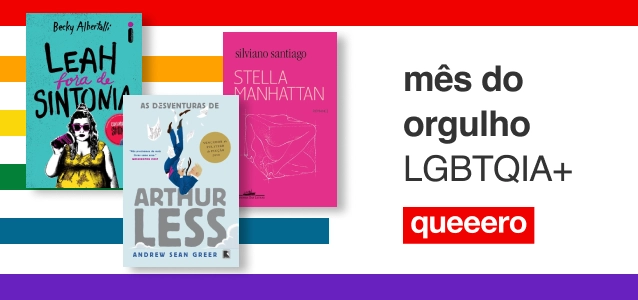 Becky Albertalli
LEAH
fora de
SINTONIA
silviano santiago
STELLA
MANHATTAN
AS DESVENTURAS DE
ARTHUR
LESS
ANDREW SEAN GREER
mês do
orgulho
LGBTQIA+
queeero